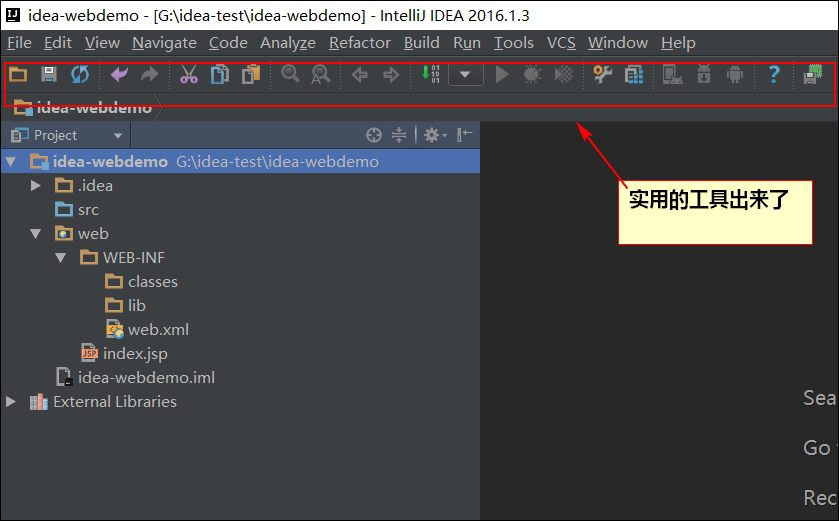 idea-webdemo - [G:\idea-test\idea-webdemo] - IntelliJ IDEA 2016.1.3
File Edit View Navigate Code Analyze Refactor Build Run Tools VCS Window Help
idea-webdemo
Project
实用的工具出来了
idea-webdemo G:\idea-test\idea-webdemo
.idea
src
web
WEB-INF
classes
lib
web.xml
JSP index.jsp
idea-webdemo.iml
External Libraries
Sea
Go
Rec